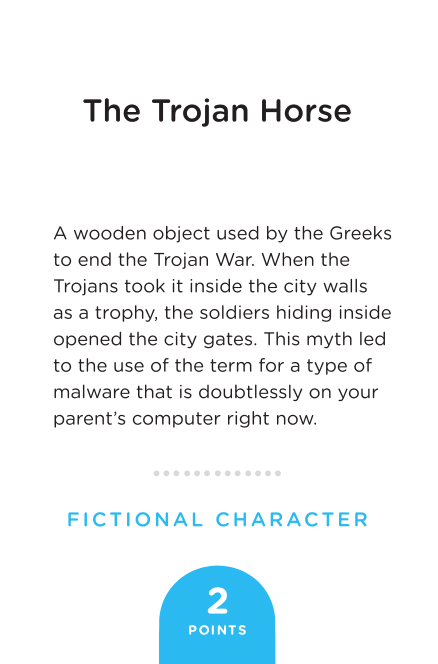 The Trojan Horse
A wooden object used by the Greeks
to end the Trojan War. When the
Trojans took it inside the city walls
as a trophy, the soldiers hiding inside
opened the city gates. This myth led
to the use of the term for a type of
malware that is doubtlessly on your
parent’s computer right now.
FICTIONAL CHARACTER
2
POINTS